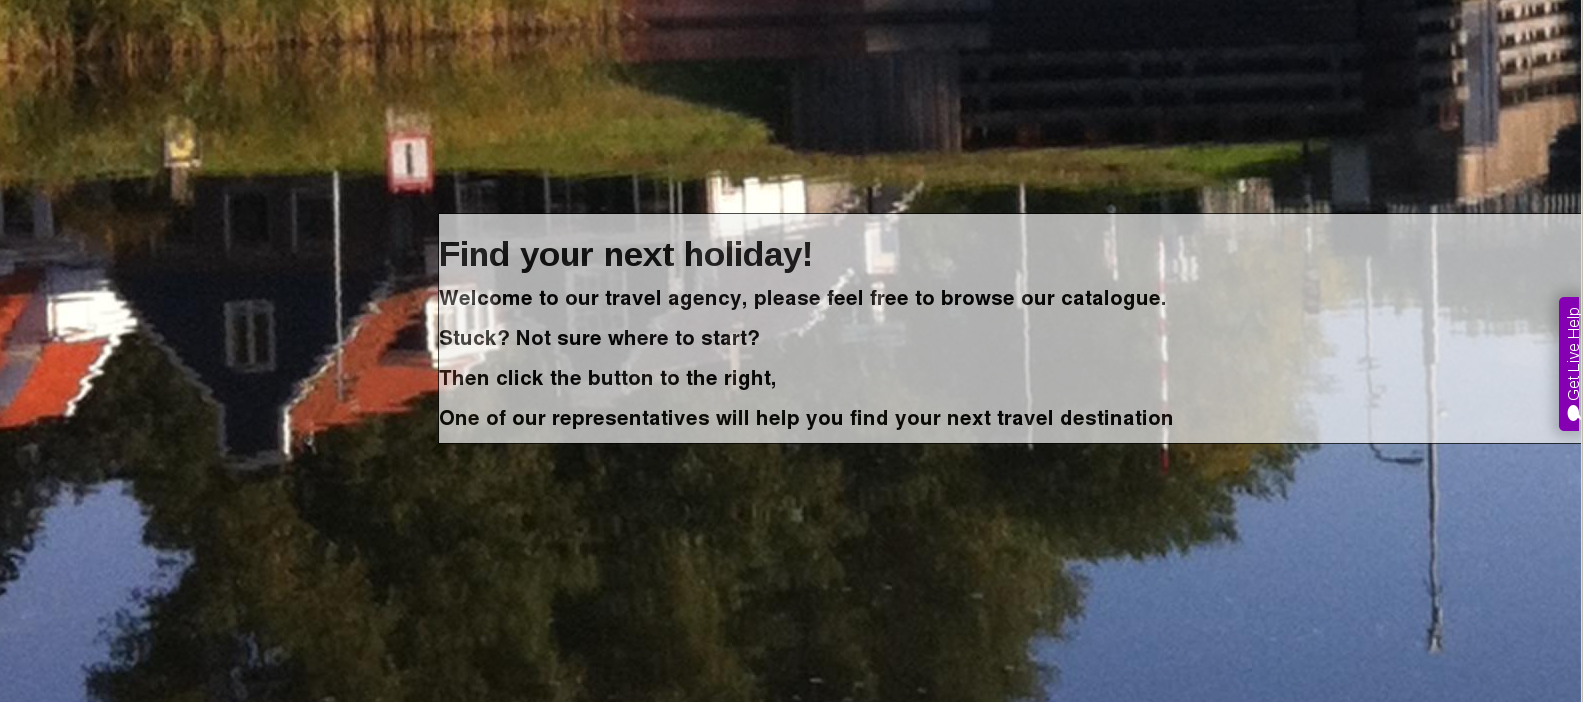 Find your next holiday!
Welcome to our travel agency, please feel free to browse our catalogue.
Stuck? Not sure where to start?
Then click the button to the right,
One of our representatives will help you find your next travel destination
Get Live Help